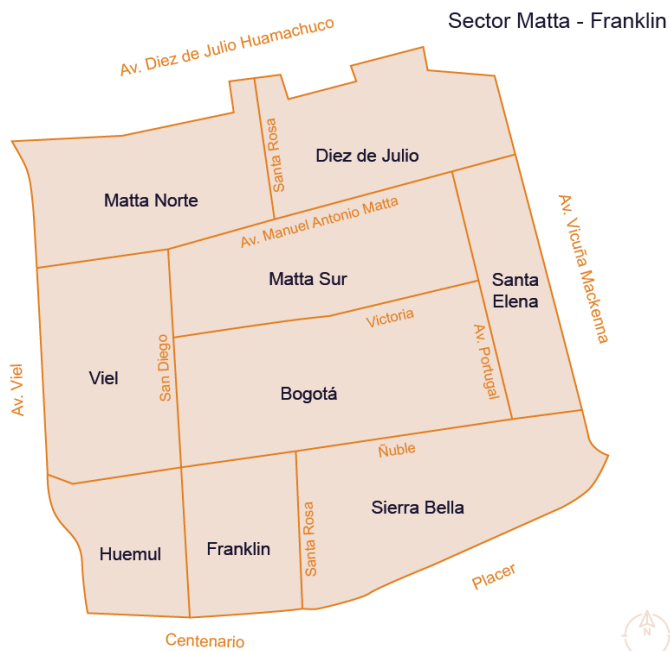 Sector Matta - Franklin
Av. Diez de Julio Huamachuco
Santa Rosa
Diez de Julio
Matta Norte
Av. Manuel Antonio Matta
Av. Vicuña Mackenna
Matta Sur
Santa
Elena
Victoria
Av. Portugal
San Diego
Av. Viel
Viel
Bogotá
Ñuble
Sierra Bella
Huemul
Franklin
Santa Rosa
Placer
Centenario
N